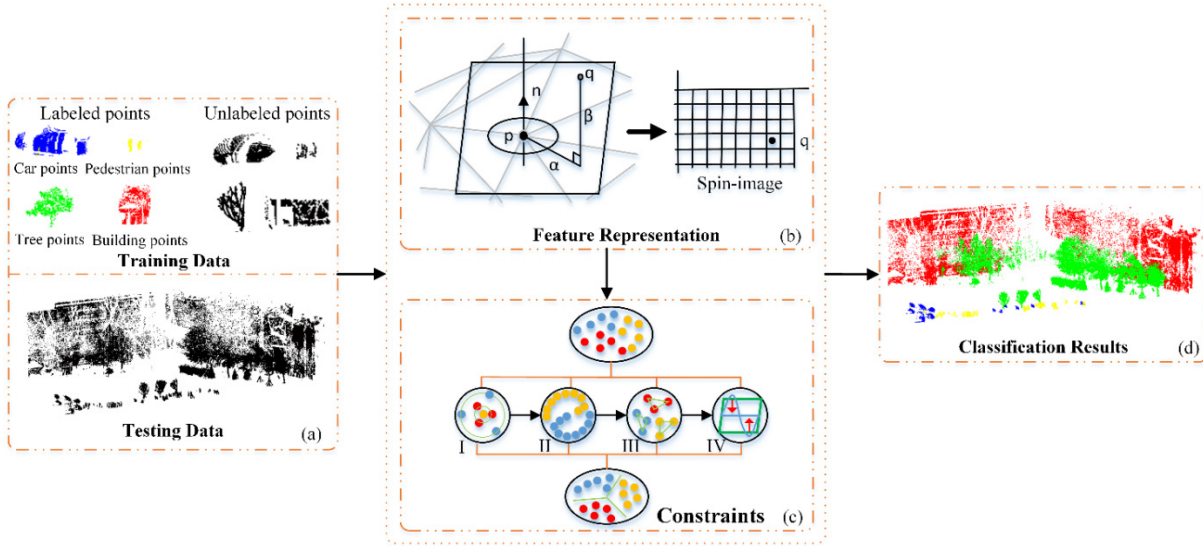 Labeled points
Unlabeled points
Car points
Pedestrian points
Tree points
Building points
Training Data
Testing Data
(a)
n
q
β
p
α
q
Spin-image
Feature Representation
(b)
I
II
III
IV
Constraints
(c)
Classification Results
(d)